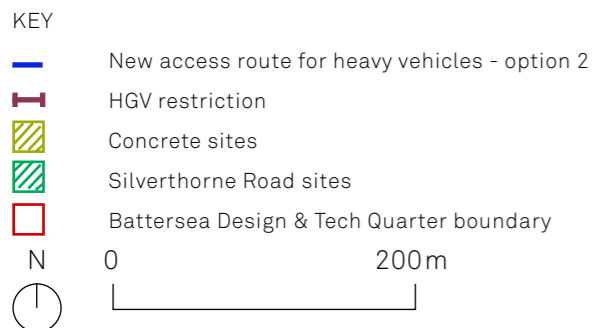 KEY
New access route for heavy vehicles - option 2
HGV restriction
Concrete sites
Silverthorne Road sites
Battersea Design & Tech Quarter boundary
N 0 200m